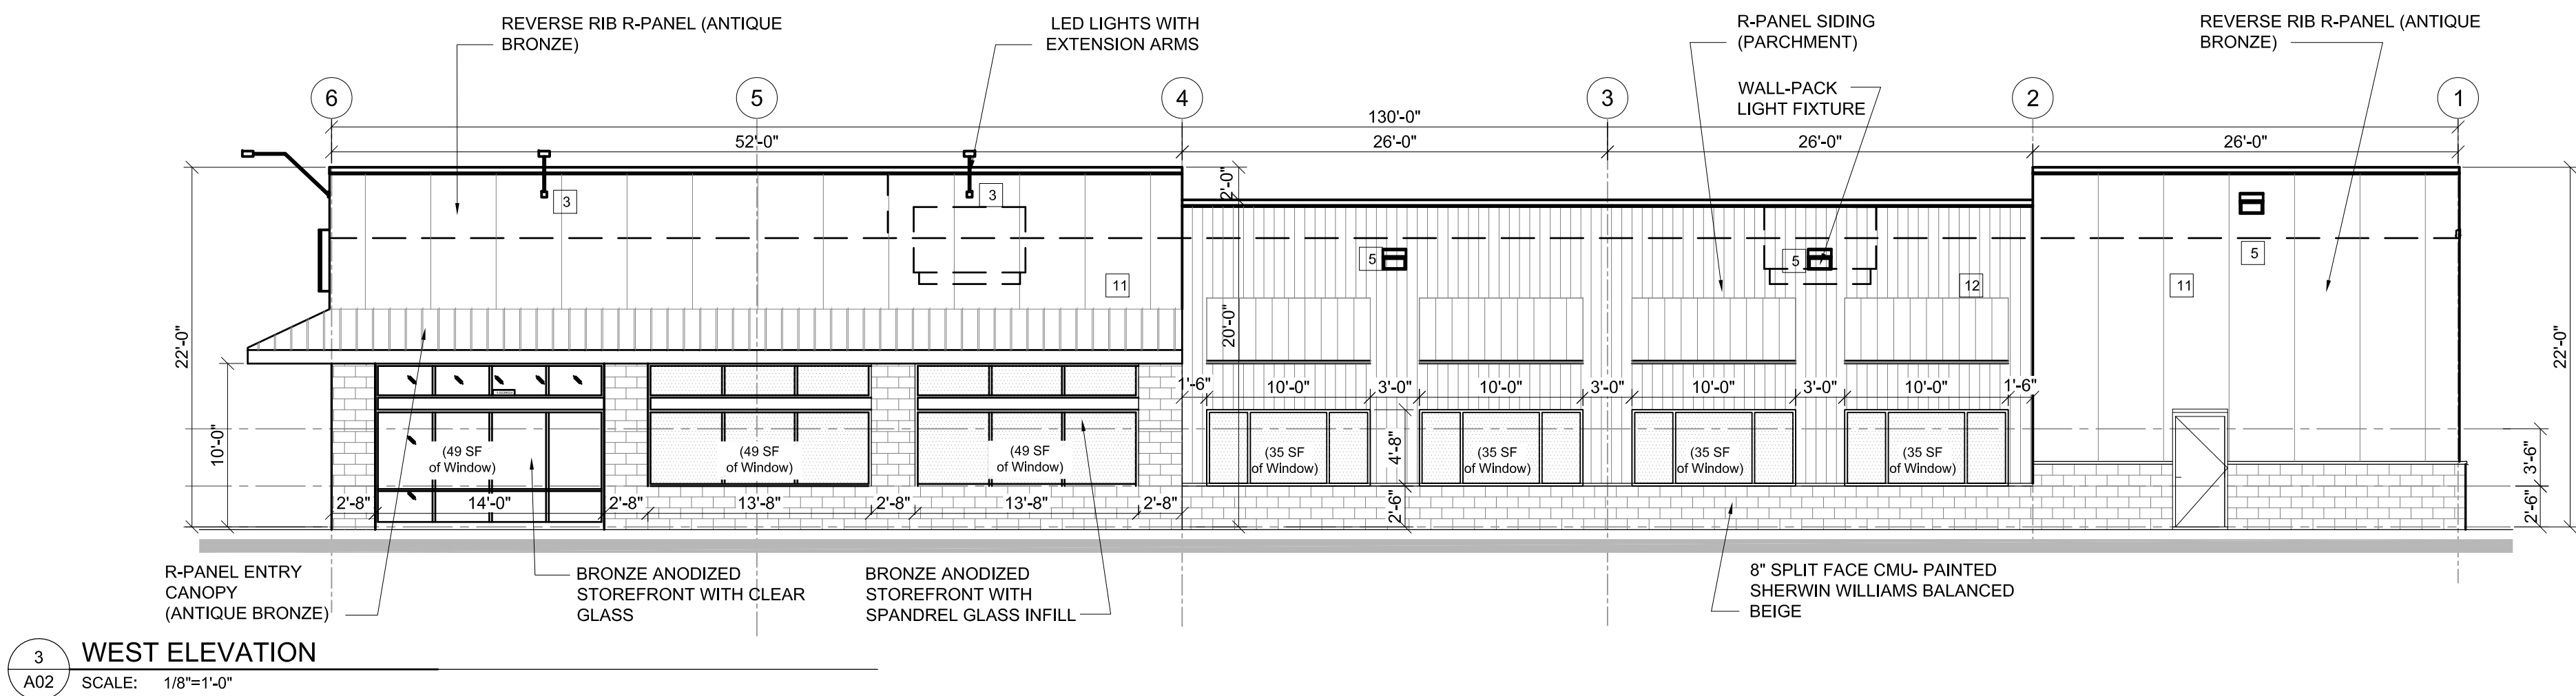 REVERSE RIB R-PANEL (ANTIQUE
BRONZE)
LED LIGHTS WITH
EXTENSION ARMS
R-PANEL SIDING
(PARCHMENT)
WALL-PACK
LIGHT FIXTURE
REVERSE RIB R-PANEL (ANTIQUE
BRONZE)
6
5
4
3
2
1
130'-0"
52'-0"
26'-0"
26'-0"
26'-0"
2'-0"
3
3
5
5
5
11
12
11
22'-0"
20'-0"
22'-0"
10'-0"
1'-6"
10'-0"
3'-0"
10'-0"
3'-0"
10'-0"
3'-0"
10'-0"
1'-6"
(49 SF
of Window)
(49 SF
of Window)
(49 SF
of Window)
(35 SF
of Window)
(35 SF
of Window)
(35 SF
of Window)
(35 SF
of Window)
4'-8"
3'-6"
2'-8"
14'-0"
2'-8"
13'-8"
2'-8"
13'-8"
2'-8"
2'-6"
2'-6"
R-PANEL ENTRY
CANOPY
(ANTIQUE BRONZE)
BRONZE ANODIZED
STOREFRONT WITH CLEAR
GLASS
BRONZE ANODIZED
STOREFRONT WITH
SPANDREL GLASS INFILL
8" SPLIT FACE CMU- PAINTED
SHERWIN WILLIAMS BALANCED
BEIGE
3
A02
WEST ELEVATION
SCALE: 1/8"=1'-0"